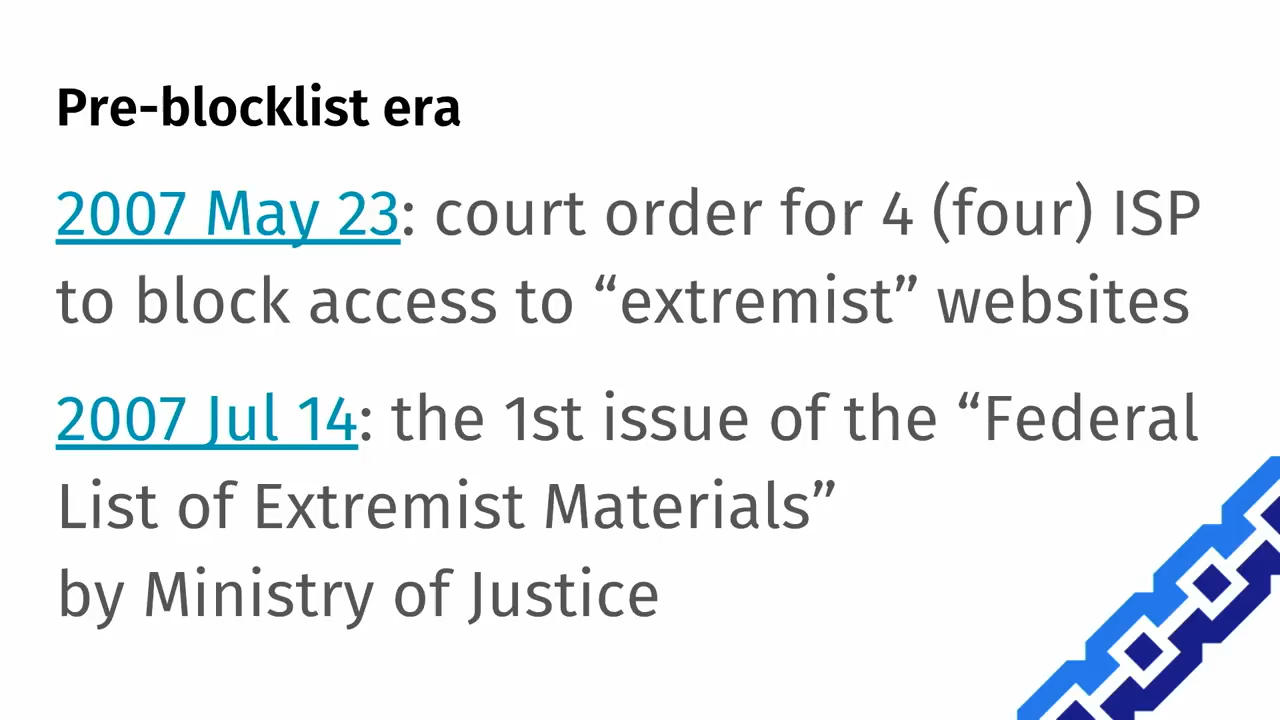 Pre-blocklist era
2007 May 23: court order for 4 (four) ISP
to block access to “extremist” websites
2007 Jul 14: the 1st issue of the “Federal
List of Extremist Materials”
by Ministry of Justice